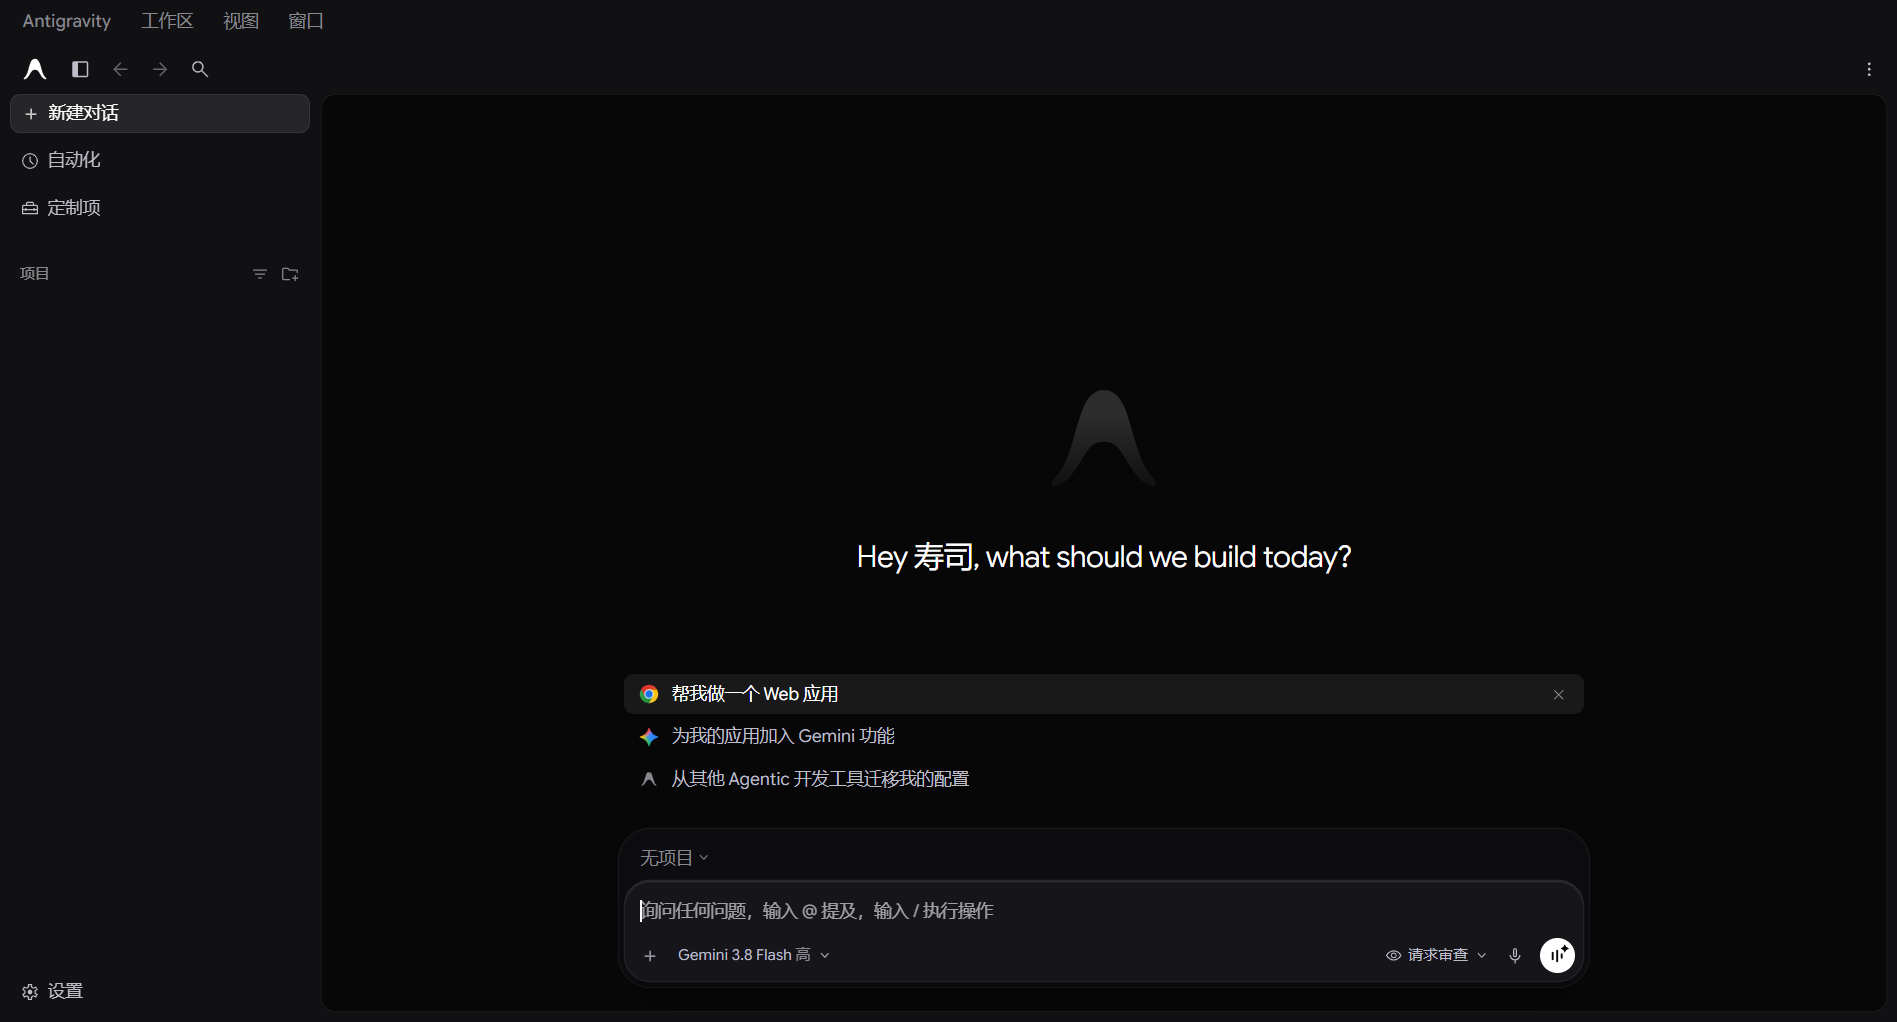 Antigravity 工作区 视图 窗口
新建对话
自动化
定制项
项目
Hey 寿司, what should we build today?
帮我做一个 Web 应用
为我的应用加入 Gemini 功能
从其他 Agentic 开发工具迁移我的配置
无项目
询问任何问题，输入 @ 提及，输入 / 执行操作
Gemini 3.8 Flash 高 请求审查
设置